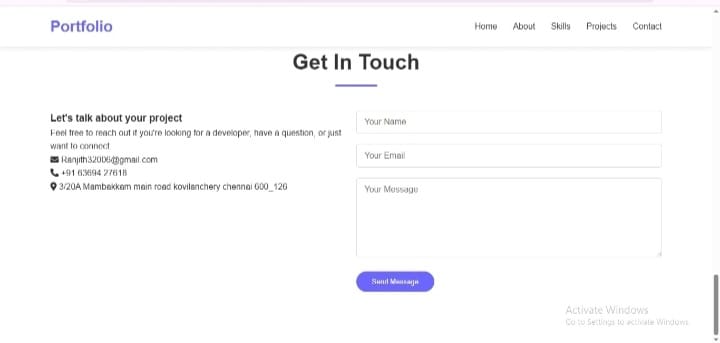 Portfolio
Home About Skills Projects Contact
Get In Touch
Let's talk about your project
Feel free to reach out if you're looking for a developer, have a question, or just
want to connect
Ranjith32006@gmail.com
+91 63694 27618
3/20A Mambakkam main road kovilanchery chennai 600_126
Your Name
Your Email
Your Message
Send Message
Activate Windows
Go to Settings to activate Windows.